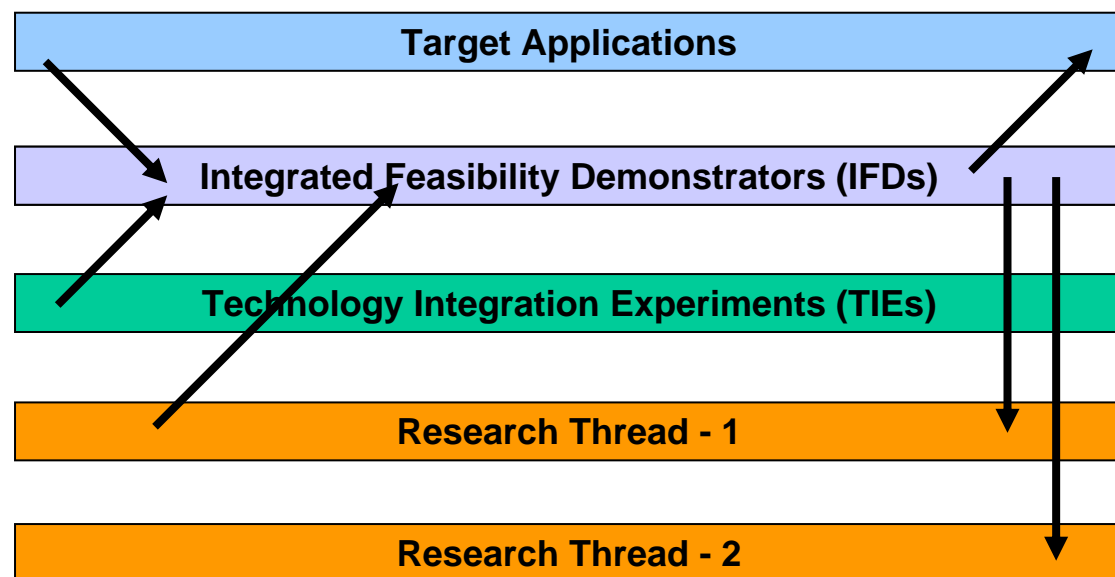 Target Applications
Integrated Feasibility Demonstrators (IFDs)
Technology Integration Experiments (TIEs)
Research Thread - 1
Research Thread - 2